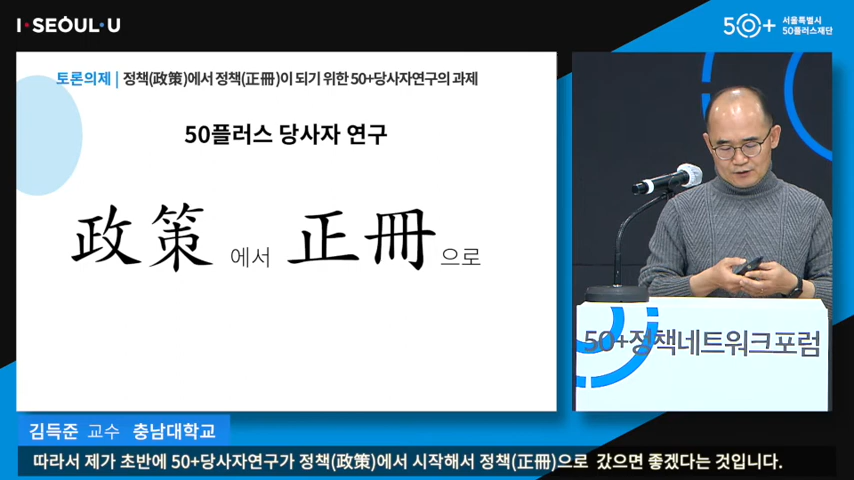 I·SEOUL·U
50+ 서울특별시
50플러스재단
토론의제 | 정책(政策)에서 정책(正冊)이 되기 위한 50+당사자연구의 과제
50플러스 당사자 연구
政策 에서 正冊 으로
50+정책네트워크포럼
김득준 교수 충남대학교
따라서 제가 초반에 50+당사자연구가 정책(政策)에서 시작해서 정책(正冊)으로 갔으면 좋겠다는 것입니다.